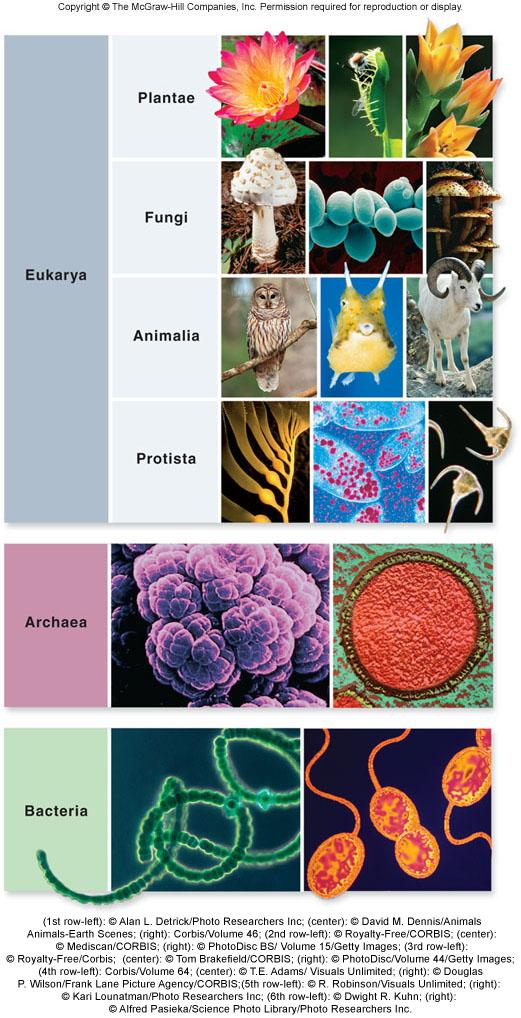 Copyright © The McGraw-Hill Companies, Inc. Permission required for reproduction or display.
Plantae
Fungi
Eukarya
Animalia
Protista
Archaea
Bacteria
(1st row-left): © Alan L. Detrick/Photo Researchers Inc; (center): © David M. Dennis/Animals
Animals-Earth Scenes; (right): Corbis/Volume 46; (2nd row-left): © Royalty-Free/CORBIS; (center):
© Mediscan/CORBIS; (right): © PhotoDisc BS/ Volume 15/Getty Images; (3rd row-left):
© Royalty-Free/Corbis; (center): © Tom Brakefield/CORBIS; (right): © PhotoDisc/Volume 44/Getty Images;
(4th row-left): Corbis/Volume 64; (center): © T.E. Adams/ Visuals Unlimited; (right): © Douglas
P. Wilson/Frank Lane Picture Agency/CORBIS;(5th row-left): © R. Robinson/Visuals Unlimited; (right):
© Kari Lounatman/Photo Researchers Inc; (6th row-left): © Dwight R. Kuhn; (right):
© Alfred Pasieka/Science Photo Library/Photo Researchers Inc.